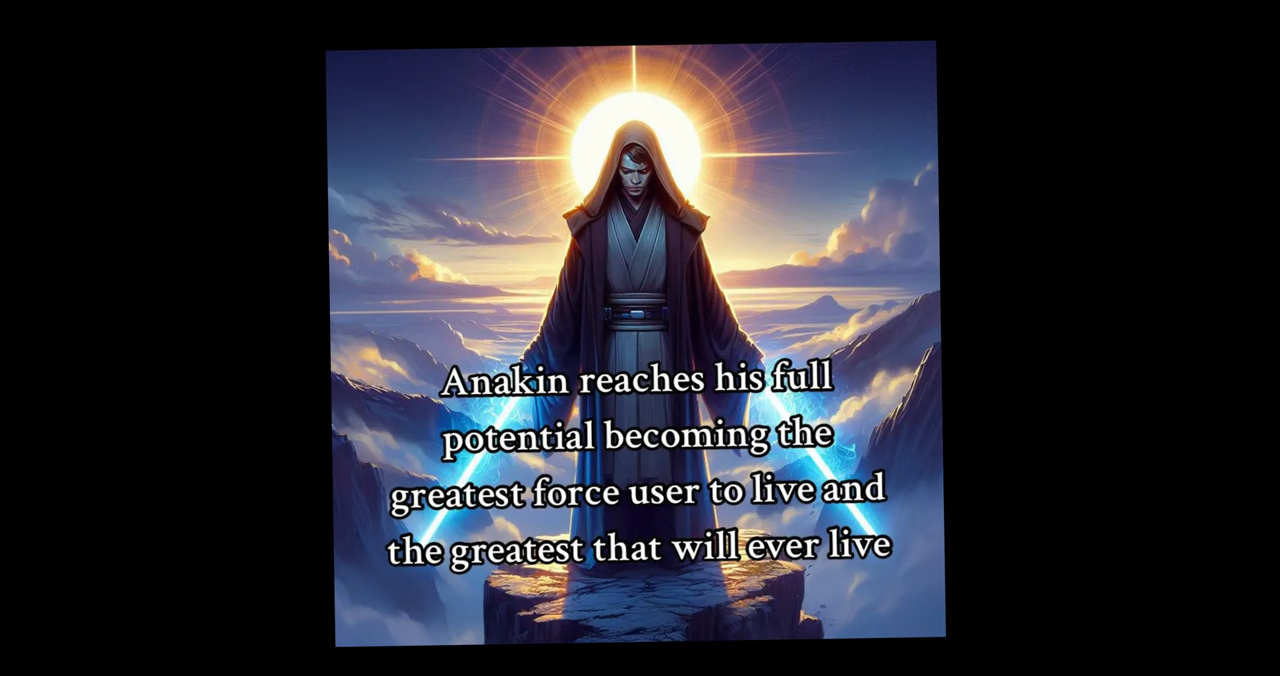 Anakin reaches his full
potential becoming the
greatest force user to live and
the greatest that will ever live